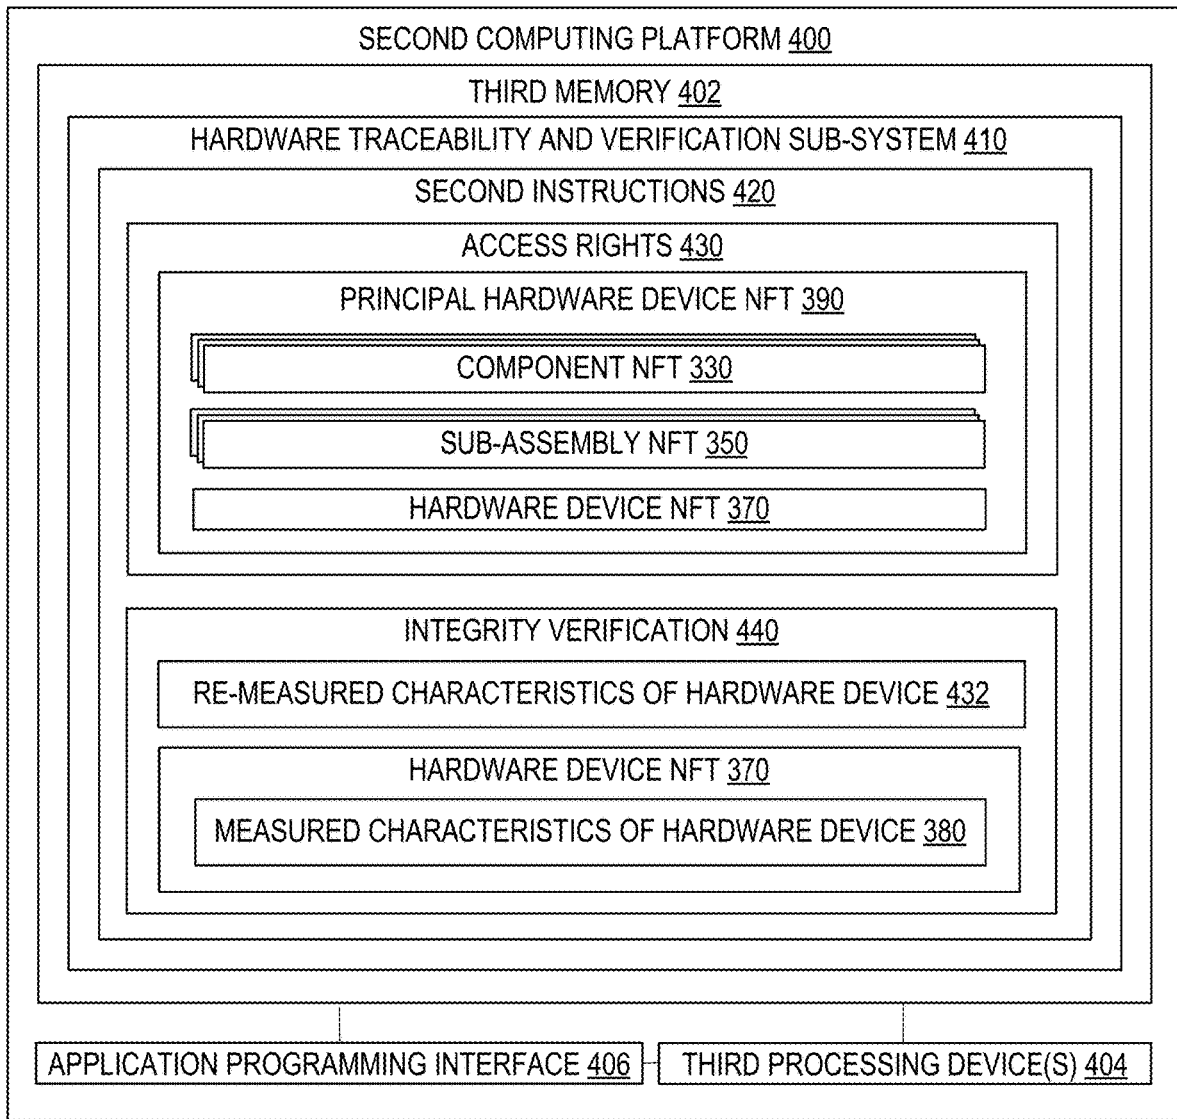 SECOND COMPUTING PLATFORM 400
THIRD MEMORY 402
HARDWARE TRACEABILITY AND VERIFICATION SUB-SYSTEM 410
SECOND INSTRUCTIONS 420
ACCESS RIGHTS 430
PRINCIPAL HARDWARE DEVICE NFT 390
COMPONENT NFT 330
SUB-ASSEMBLY NFT 350
HARDWARE DEVICE NFT 370
INTEGRITY VERIFICATION 440
RE-MEASURED CHARACTERISTICS OF HARDWARE DEVICE 432
HARDWARE DEVICE NFT 370
MEASURED CHARACTERISTICS OF HARDWARE DEVICE 380
APPLICATION PROGRAMMING INTERFACE 406
THIRD PROCESSING DEVICE(S) 404